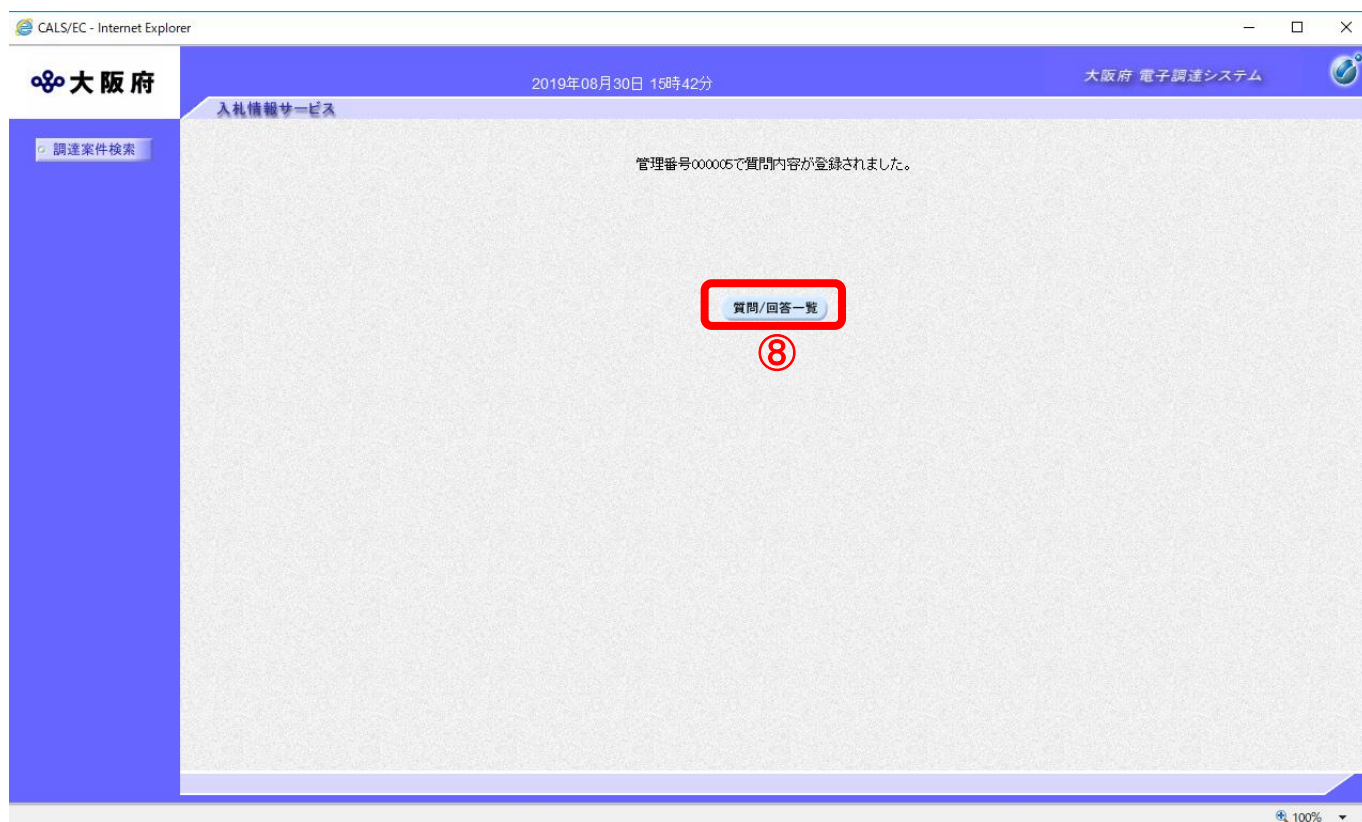 CALS/EC - Internet Explorer
大阪府
2019年08月30日 15時42分
大阪府 電子調達システム
入札情報サービス
調達案件検索
管理番号000005で質問内容が登録されました。
質問/回答一覧
⑧
100%